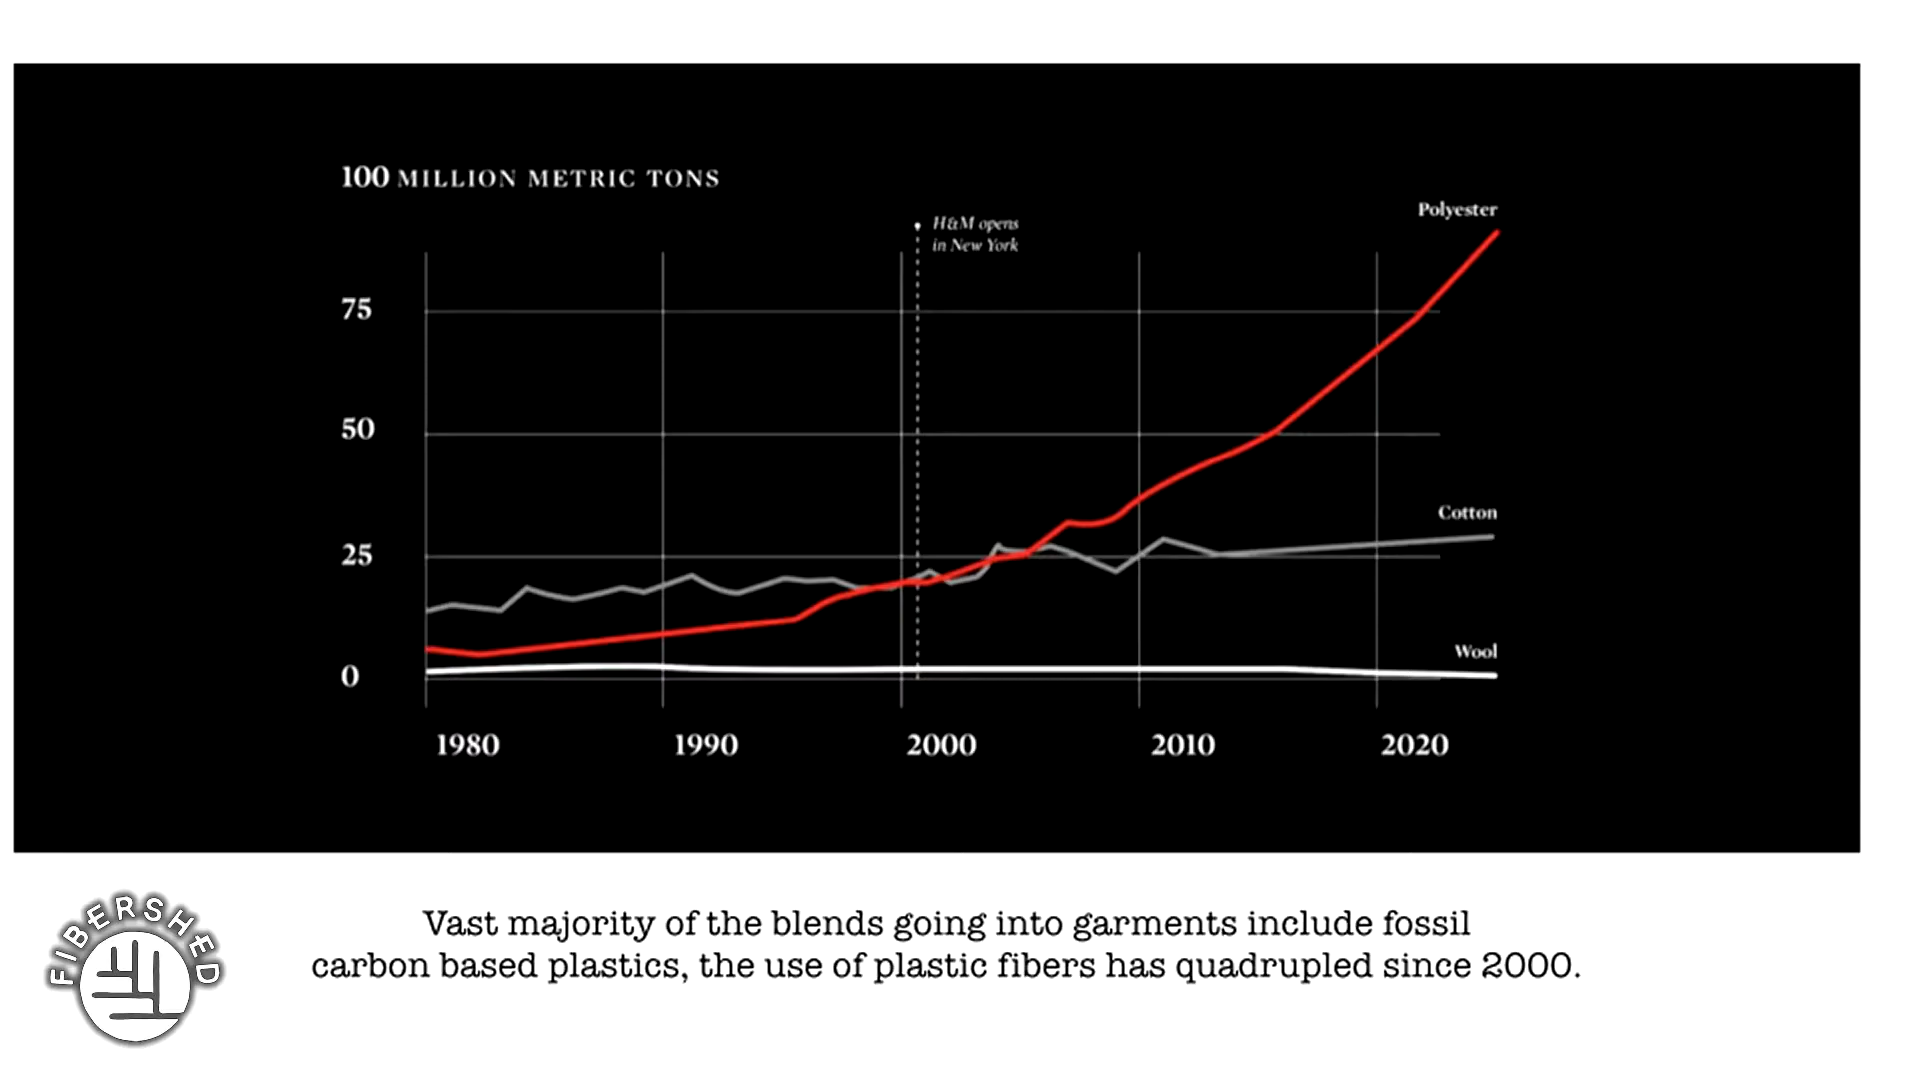 100 MILLION METRIC TONS
H&M opens
in New York
Polyester
75
50
Cotton
25
Wool
0
1980 1990 2000 2010 2020
FIBERSHED
Vast majority of the blends going into garments include fossil
carbon based plastics, the use of plastic fibers has quadrupled since 2000.